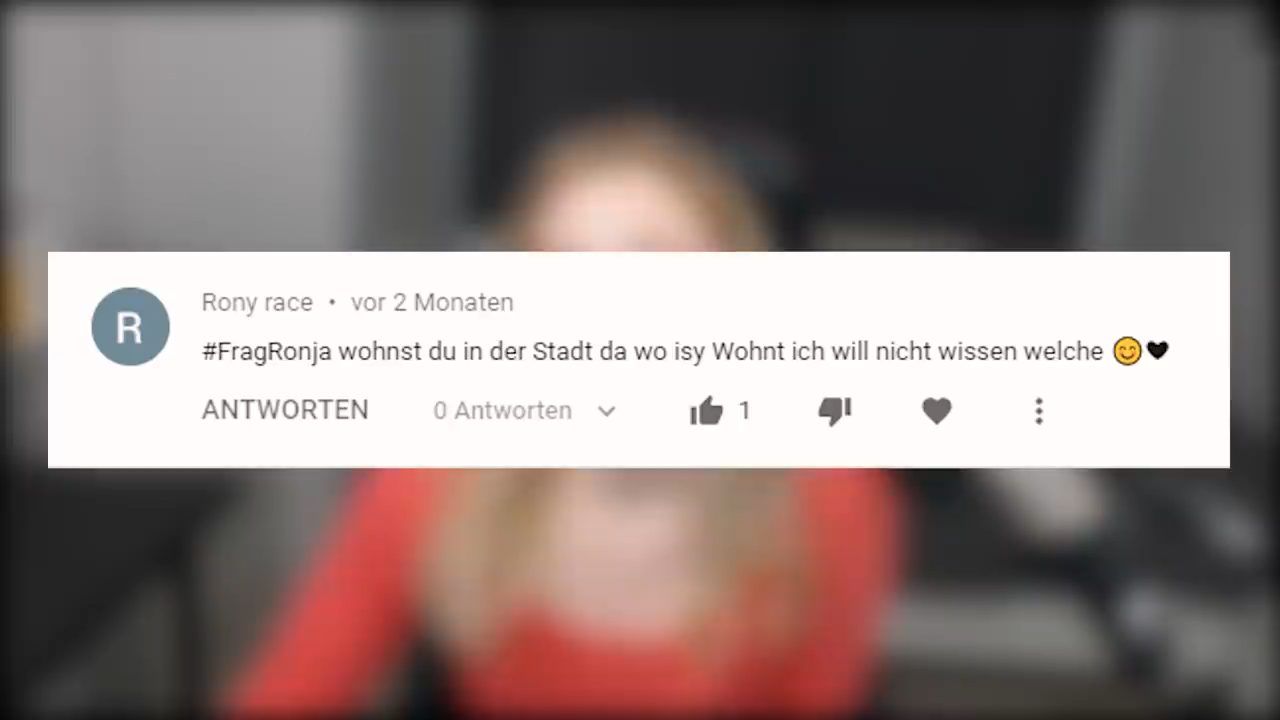 R
Rony race • vor 2 Monaten
#FragRonja wohnst du in der Stadt da wo isy Wohnt ich will nicht wissen welche 😊🖤
ANTWORTEN 0 Antworten 1